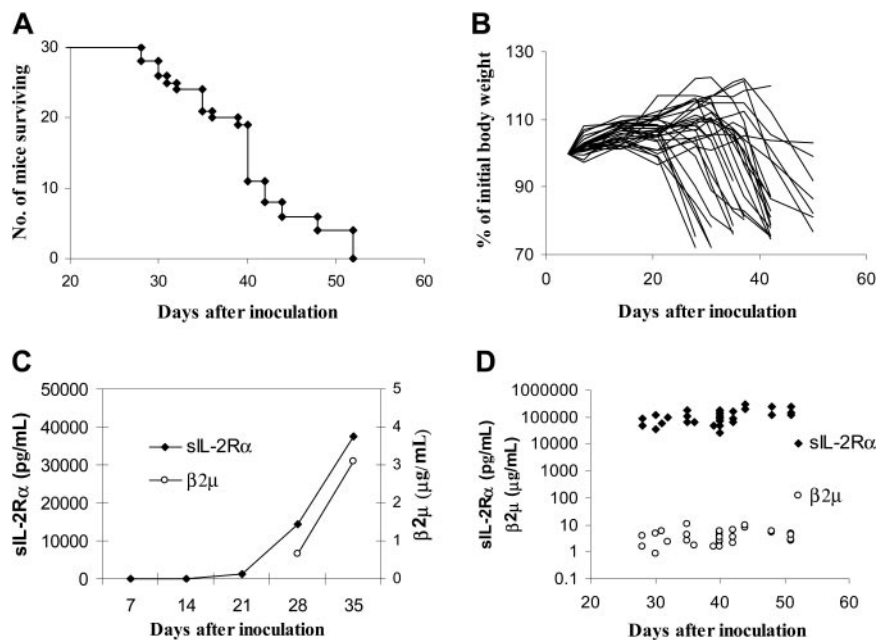 A
30
20
10
0
20 30 40 50 60
No. of mice surviving
Days after inoculation
B
130
110
90
70
0 20 40 60
% of initial body weight
Days after inoculation
C
50000
40000
30000
20000
10000
0
5
4
3
2
1
0
7 14 21 28 35
sIL-2Rα
β2μ
sIL-2Rα (pg/mL)
β2μ (μg/mL)
Days after inoculation
D
1000000
100000
10000
1000
100
10
1
0.1
20 30 40 50 60
sIL-2Rα
β2μ
sIL-2Rα (pg/mL)
β2μ (μg/mL)
Days after inoculation